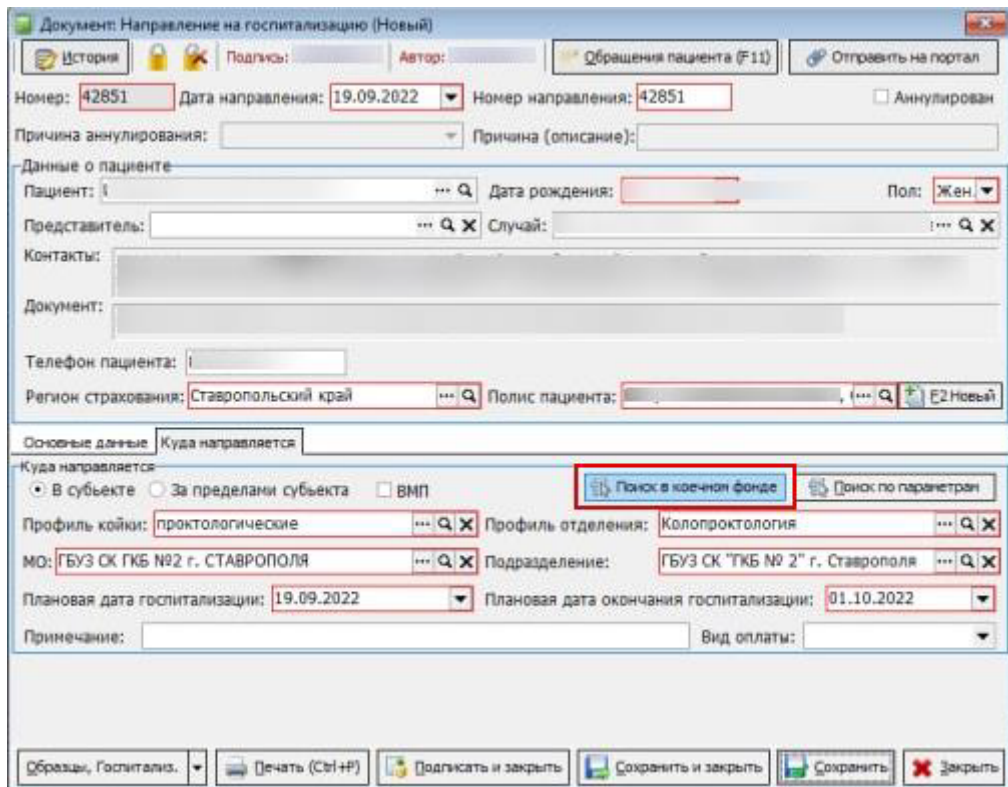 Документ: Направление на госпитализацию (Новый)
История Подпись: Автор: Обращения пациента (F11) Отправить на портал
Номер: 42851 Дата направления: 19.09.2022 Номер направления: 42851 Аннулирован
Причина аннулирования: Причина (описание):
Данные о пациенте
Пациент: Дата рождения: Пол: Жен.
Представитель: Случай:
Контакты:
Документ:
Телефон пациента:
Регион страхования: Ставропольский край Полис пациента: F2 Новый
Основные данные Куда направляется
Куда направляется
В субъекте За пределами субъекта ВМП Поиск в коечном фонде Поиск по параметрам
Профиль койки: проктологические Профиль отделения: Колопроктология
МО: ГБУЗ СК ГКБ №2 г. СТАВРОПОЛЯ Подразделение: ГБУЗ СК "ГКБ № 2" г. Ставрополя
Плановая дата госпитализации: 19.09.2022 Плановая дата окончания госпитализации: 01.10.2022
Примечание: Вид оплаты:
Образцы, Госпитализ. Печать (Ctrl+P) Подписать и закрыть Сохранить и закрыть Сохранить Закрыть